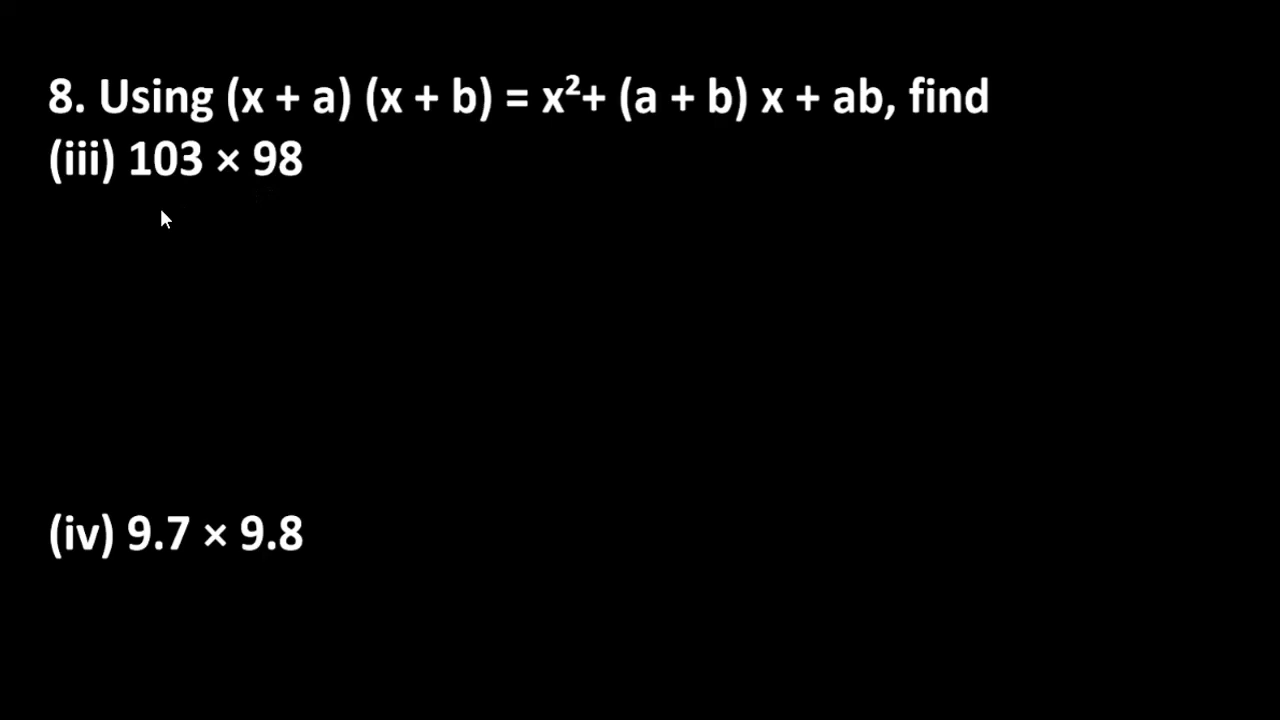 8. Using (x + a) (x + b) = x²+ (a + b) x + ab, find
(iii) 103 × 98
(iv) 9.7 × 9.8